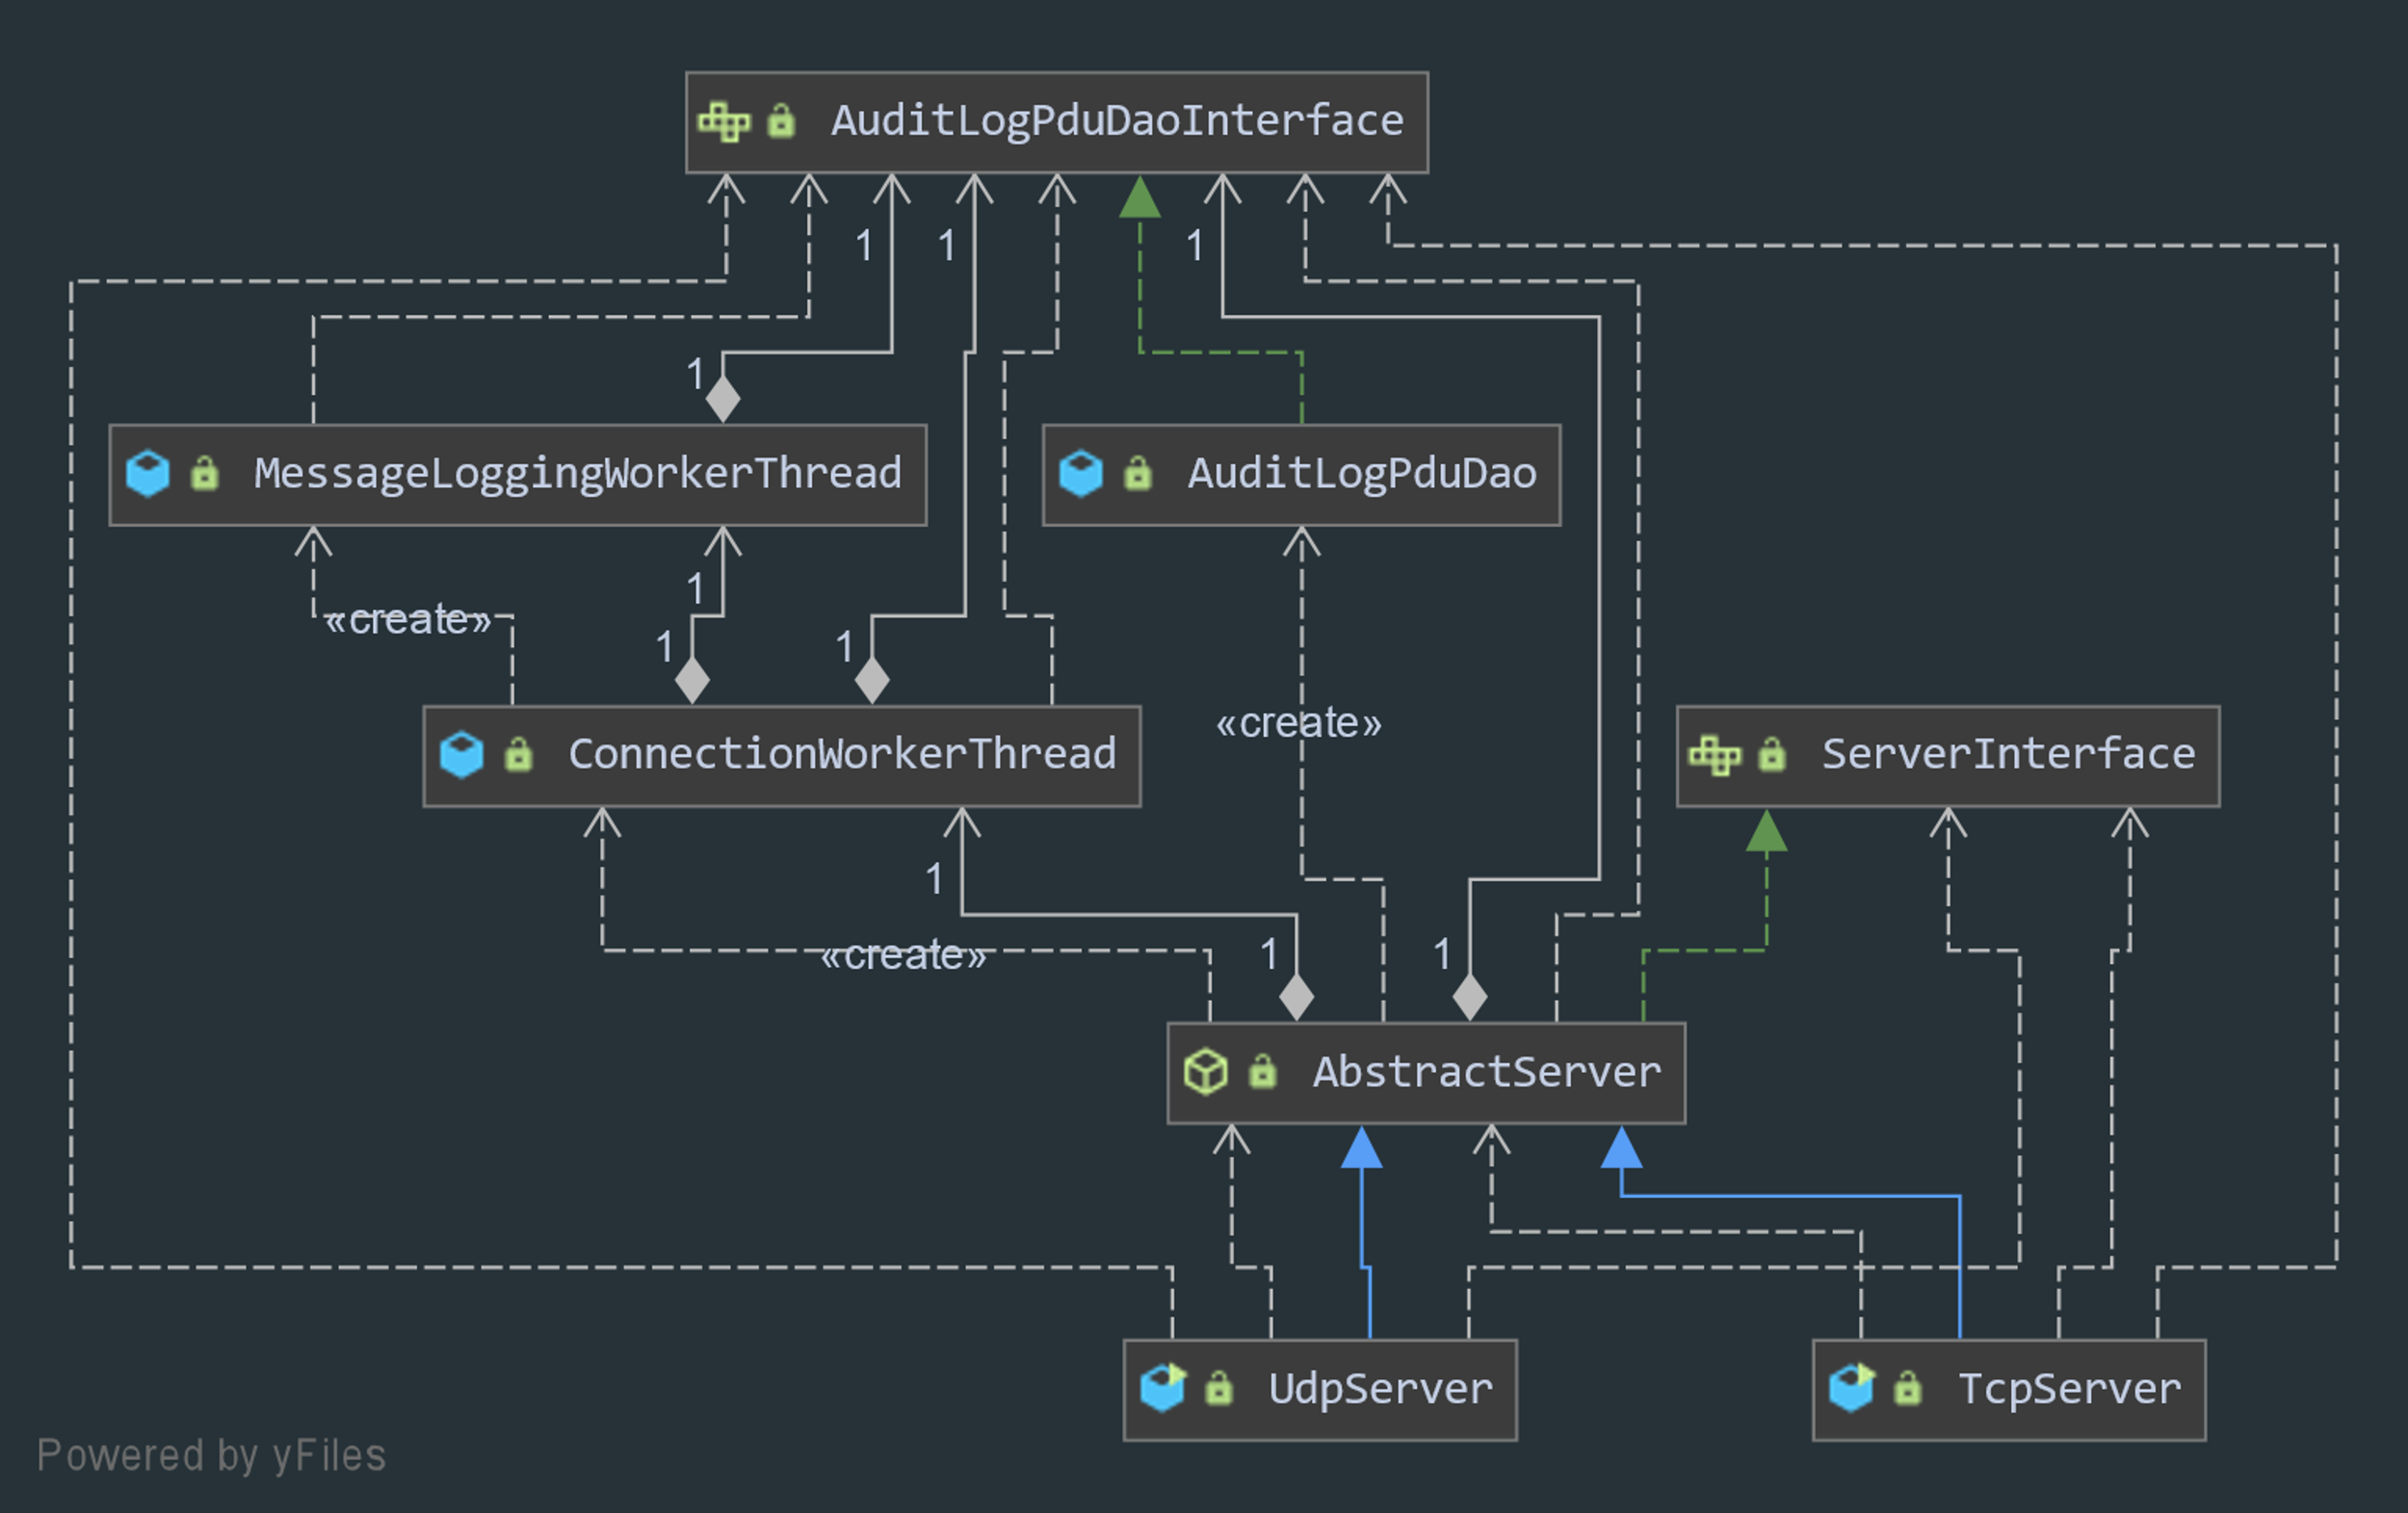 AuditLogPduDaoInterface
1 1 1
1
MessageLoggingWorkerThread AuditLogPduDao
1
«create» 1 1
«create»
ConnectionWorkerThread ServerInterface
1
«create» 1 1
AbstractServer
UdpServer TcpServer
Powered by yFiles